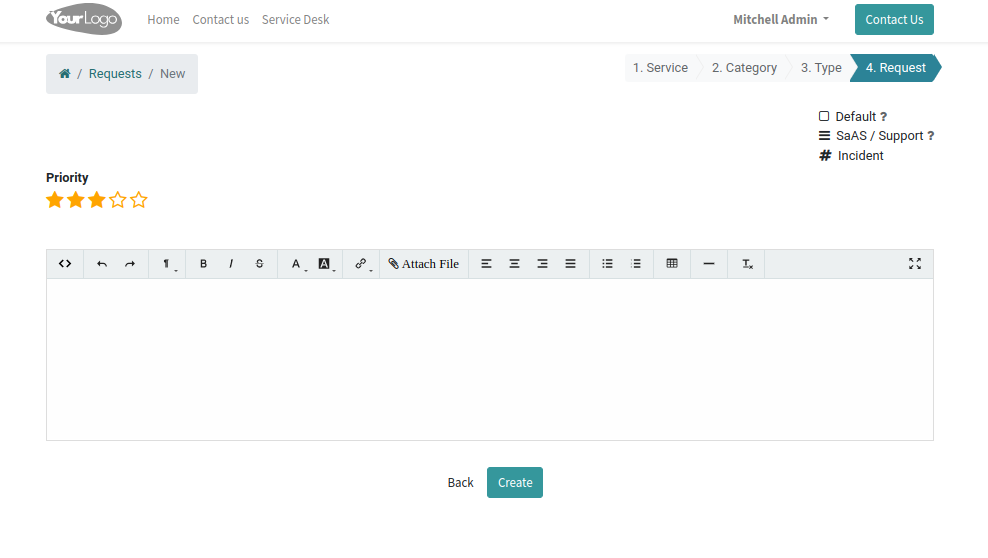 YourLogo Home Contact us Service Desk Mitchell Admin Contact Us
/ Requests / New 1. Service 2. Category 3. Type 4. Request
Default ?
SaAS / Support ?
# Incident
Priority
<> ¶ B I S A A Attach File Tx
Back Create